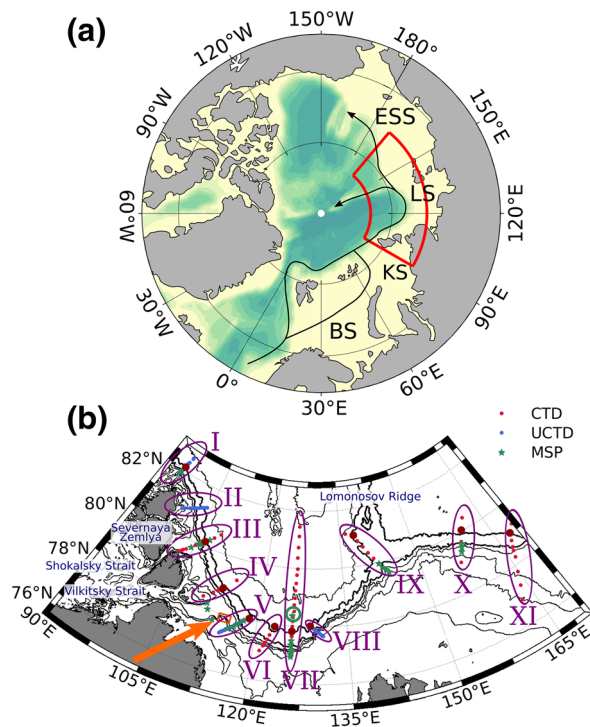 (a)
150°W
120°W
180°
90°W
ESS
150°E
60°W
LS
120°E
KS
30°W
BS
90°E
0°
60°E
30°E
(b)
CTD
UCTD
MSP
I
82°N
Lomonosov Ridge
II
80°N
Severnaya
Zemlya
III
78°N
Shokalsky Strait
IV
IX
X
76°N
Vilkitsky Strait
V
XI
90°E
VIII
VI
VII
105°E
165°E
120°E
150°E
135°E